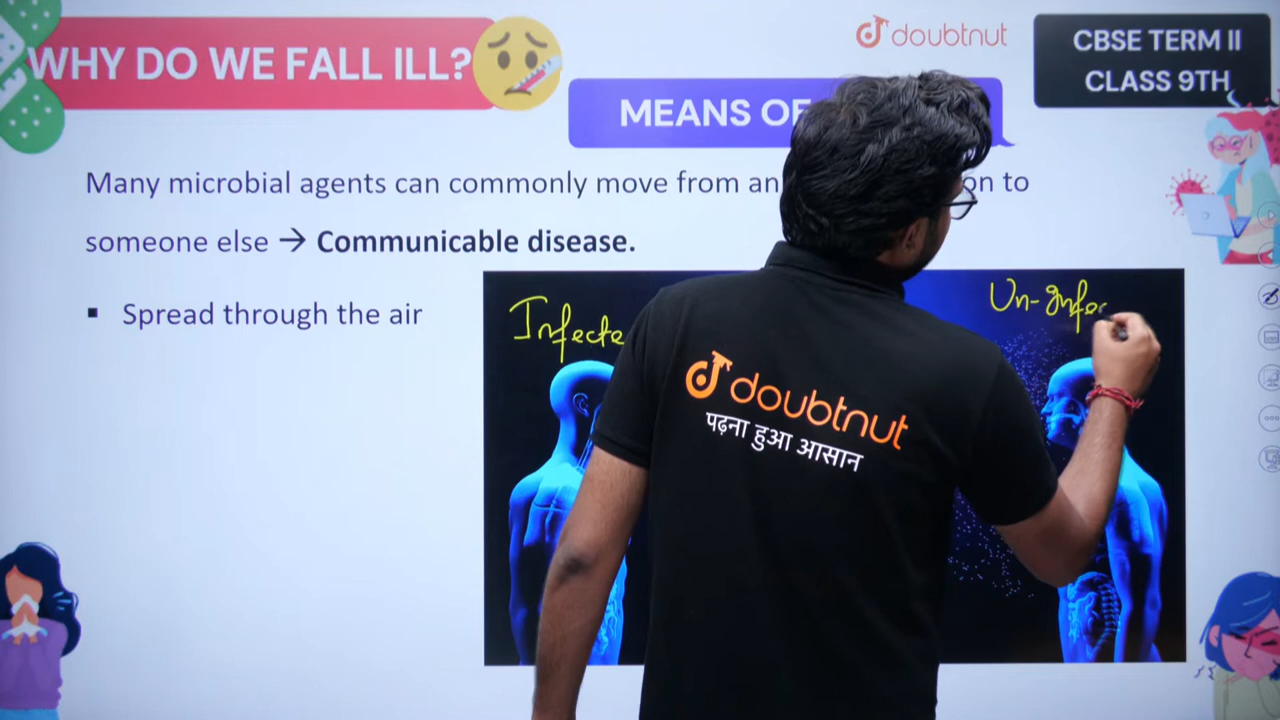 WHY DO WE FALL ILL?
doubtnut
CBSE TERM II
CLASS 9TH
MEANS OF
Many microbial agents can commonly move from an on to
someone else → Communicable disease.
▪ Spread through the air
Infecte
Un-Infec
doubtnut
पढ़ना हुआ आसान